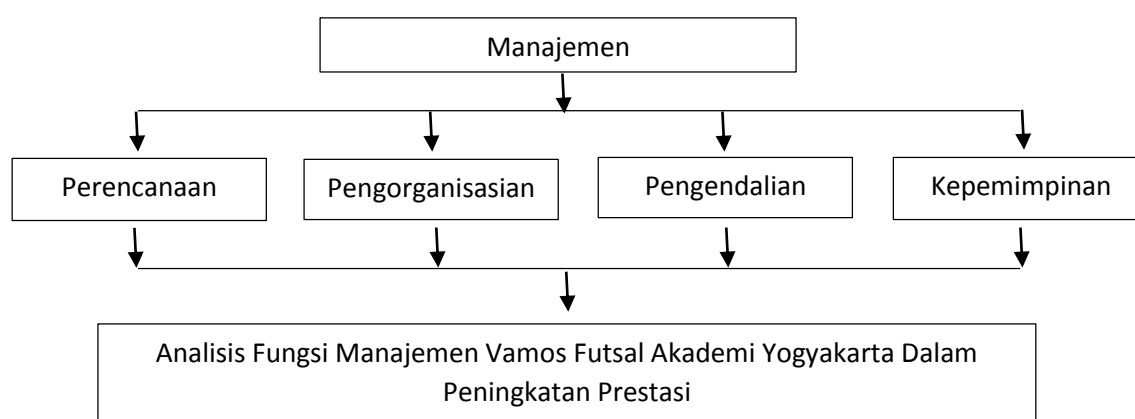 Manajemen
Perencanaan
Pengorganisasian
Pengendalian
Kepemimpinan
Analisis Fungsi Manajemen Vamos Futsal Akademi Yogyakarta Dalam
Peningkatan Prestasi